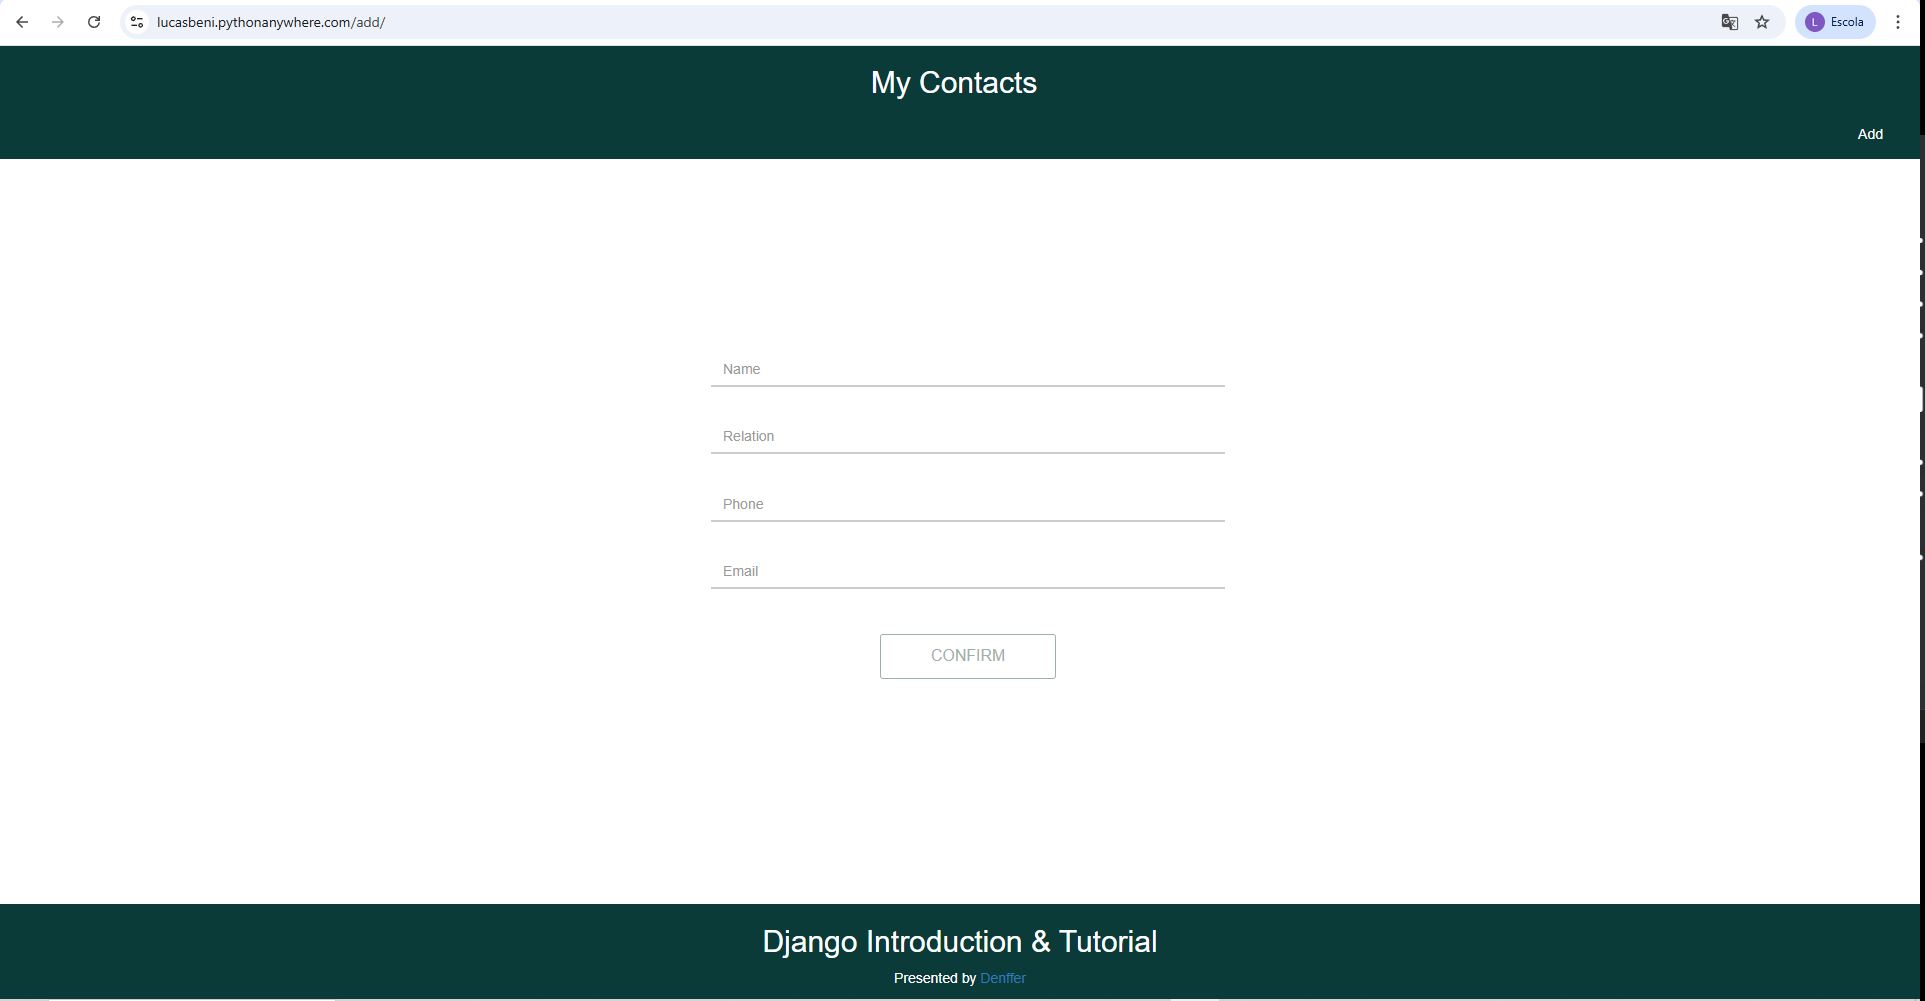 lucasbeni.pythonanywhere.com/add/
L Escola
My Contacts
Add
Name
Relation
Phone
Email
CONFIRM
Django Introduction & Tutorial
Presented by Denffer